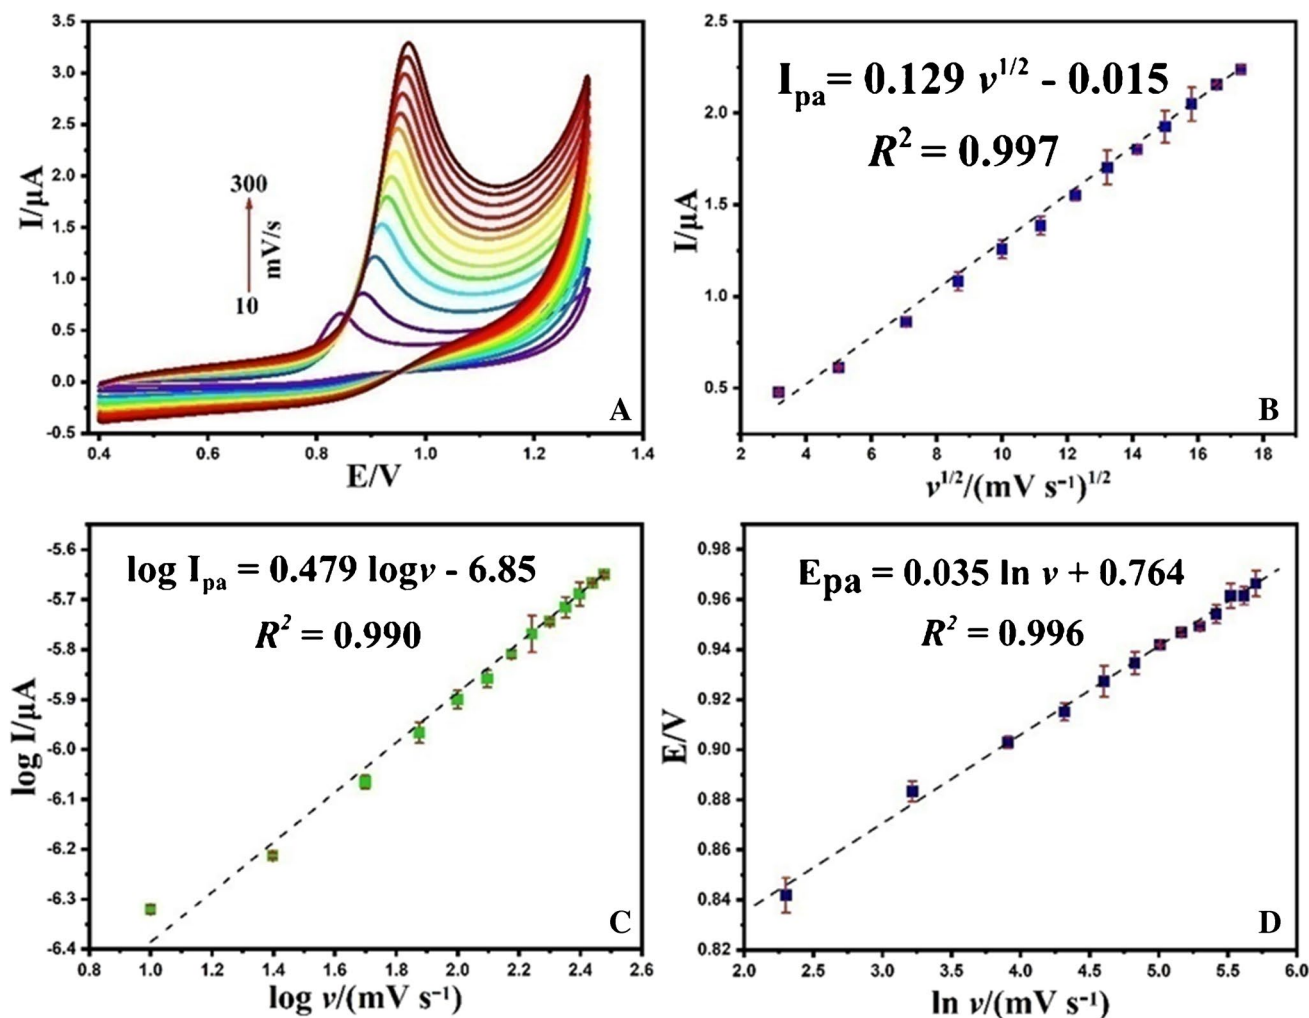 3.5
3.0
2.5
2.0
1.5
1.0
0.5
0.0
-0.5
I/μA
300
mV/s
10
A
0.4 0.6 0.8 1.0 1.2 1.4
E/V
2.5
2.0
1.5
1.0
0.5
I/μA
I_pa = 0.129 v^1/2 - 0.015
R^2 = 0.997
B
2 4 6 8 10 12 14 16 18
v^1/2/(mV s^-1)^1/2
-5.6
-5.7
-5.8
-5.9
-6.0
-6.1
-6.2
-6.3
-6.4
log I/μA
log I_pa = 0.479 logv - 6.85
R^2 = 0.990
C
0.8 1.0 1.2 1.4 1.6 1.8 2.0 2.2 2.4 2.6
log v/(mV s^-1)
0.98
0.96
0.94
0.92
0.90
0.88
0.86
0.84
0.82
E/V
E_pa = 0.035 ln v + 0.764
R^2 = 0.996
D
2.0 2.5 3.0 3.5 4.0 4.5 5.0 5.5 6.0
ln v/(mV s^-1)